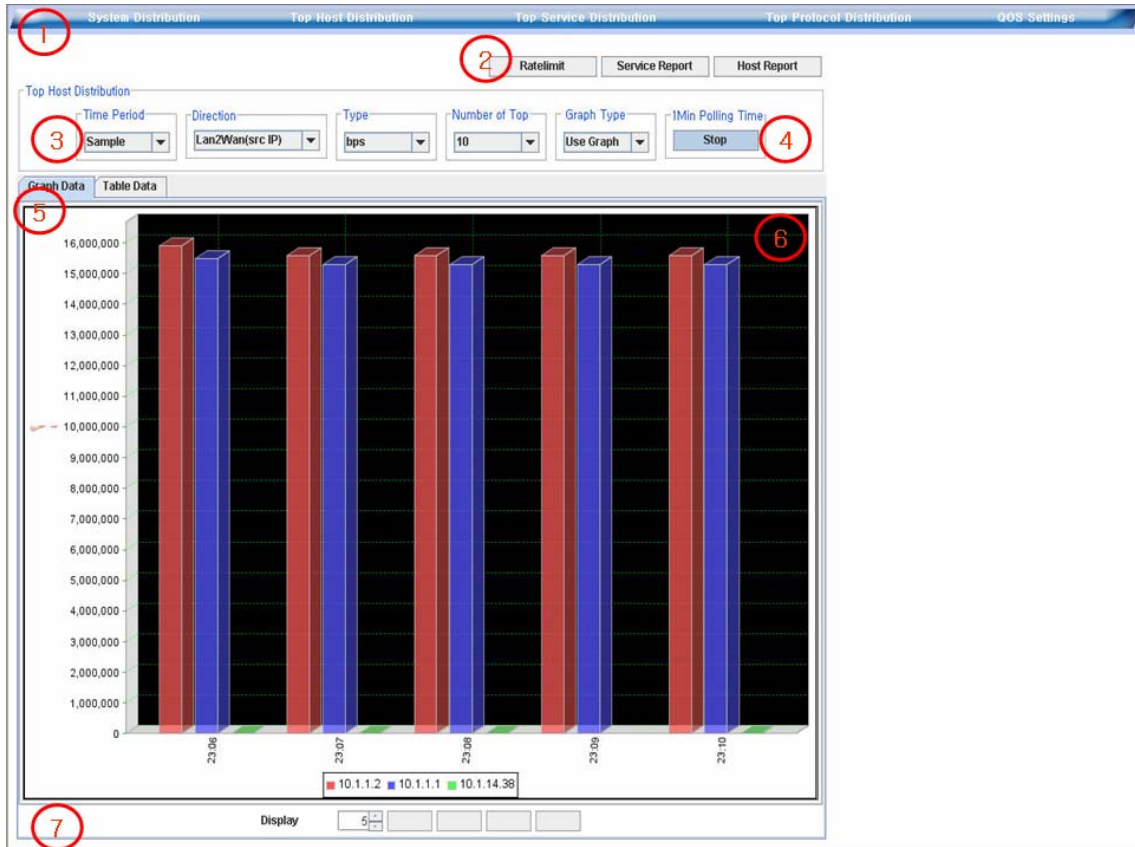 System Distribution Top Host Distribution Top Service Distribution Top Protocol Distribution QOS Settings
1
2 Ratelimit Service Report Host Report
Top Host Distribution
Time Period Direction Type Number of Top Graph Type 1Min Polling Time
3 Sample Lan2Wan(src IP) bps 10 Use Graph Stop 4
Graph Data Table Data
5
6
16,000,000
15,000,000
14,000,000
13,000,000
12,000,000
11,000,000
10,000,000
9,000,000
8,000,000
7,000,000
6,000,000
5,000,000
4,000,000
3,000,000
2,000,000
1,000,000
0
23:06 23:07 23:08 23:09 23:10
10.1.1.2 10.1.1.1 10.1.14.38
7 Display 5